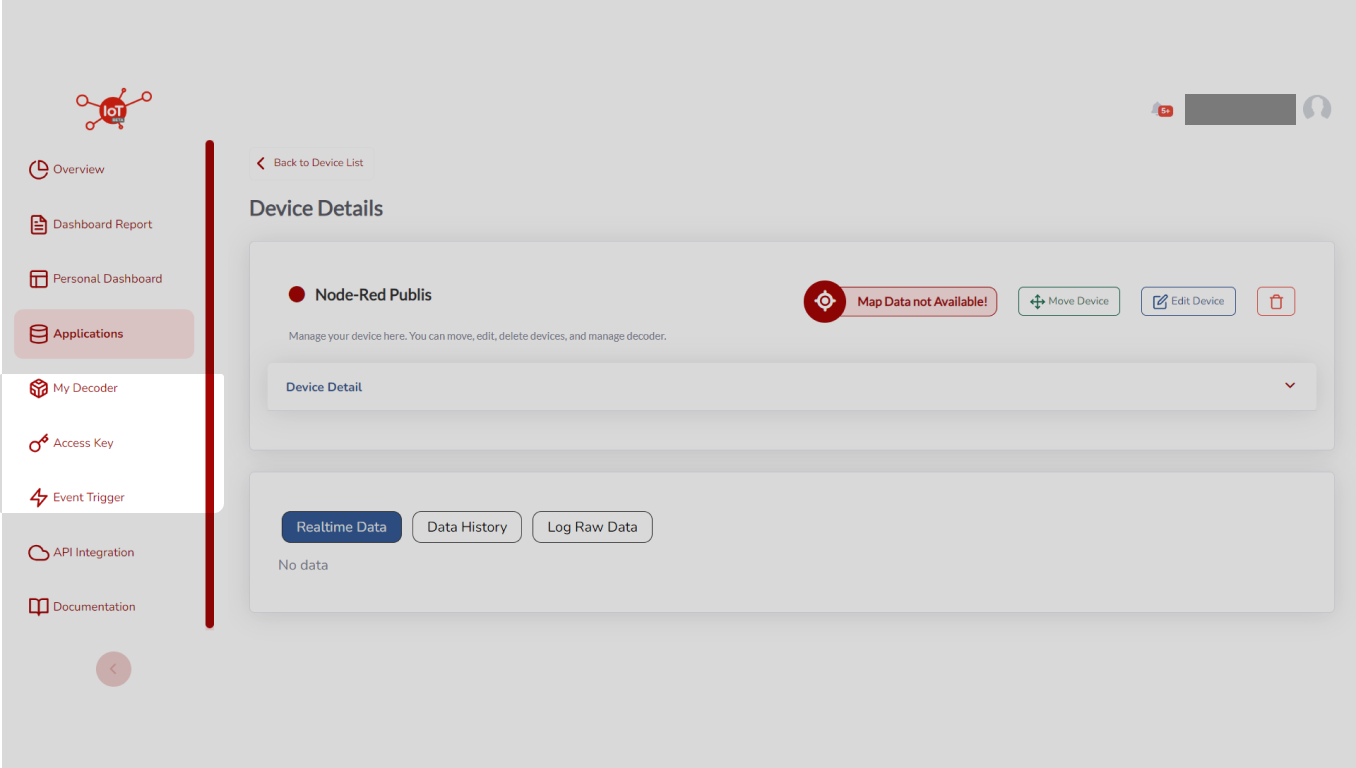 IoT
BETA
5+
Overview
Dashboard Report
Personal Dashboard
Applications
My Decoder
Access Key
Event Trigger
API Integration
Documentation
Back to Device List
Device Details
Node-Red Publis
Map Data not Available!
Move Device
Edit Device
Manage your device here. You can move, edit, delete devices, and manage decoder.
Device Detail
Realtime Data
Data History
Log Raw Data
No data